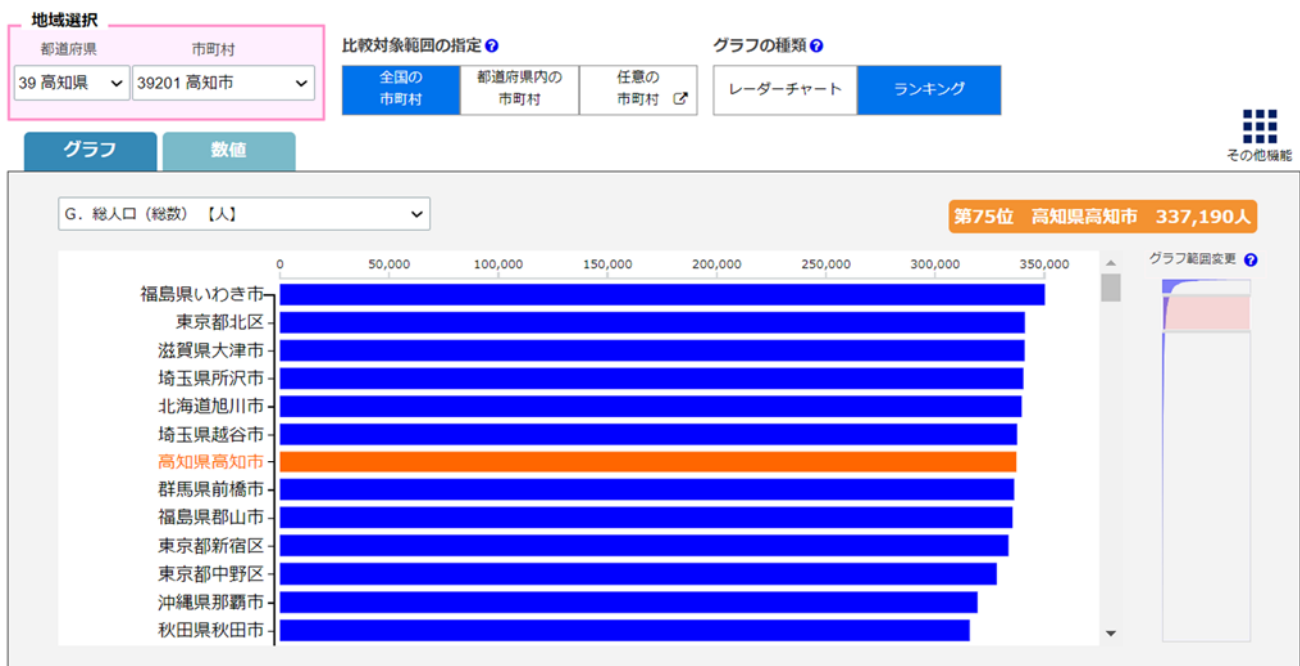 地域選択
都道府県 市町村
39 高知県 39201 高知市
比較対象範囲の指定 ?
全国の
市町村
都道府県内の
市町村
任意の
市町村
グラフの種類 ?
レーダーチャート ランキング
その他機能
グラフ 数値
G. 総人口（総数）【人】
第75位 高知県高知市 337,190人
グラフ範囲変更 ?
0 50,000 100,000 150,000 200,000 250,000 300,000 350,000
福島県いわき市
東京都北区
滋賀県大津市
埼玉県所沢市
北海道旭川市
埼玉県越谷市
高知県高知市
群馬県前橋市
福島県郡山市
東京都新宿区
東京都中野区
沖縄県那覇市
秋田県秋田市